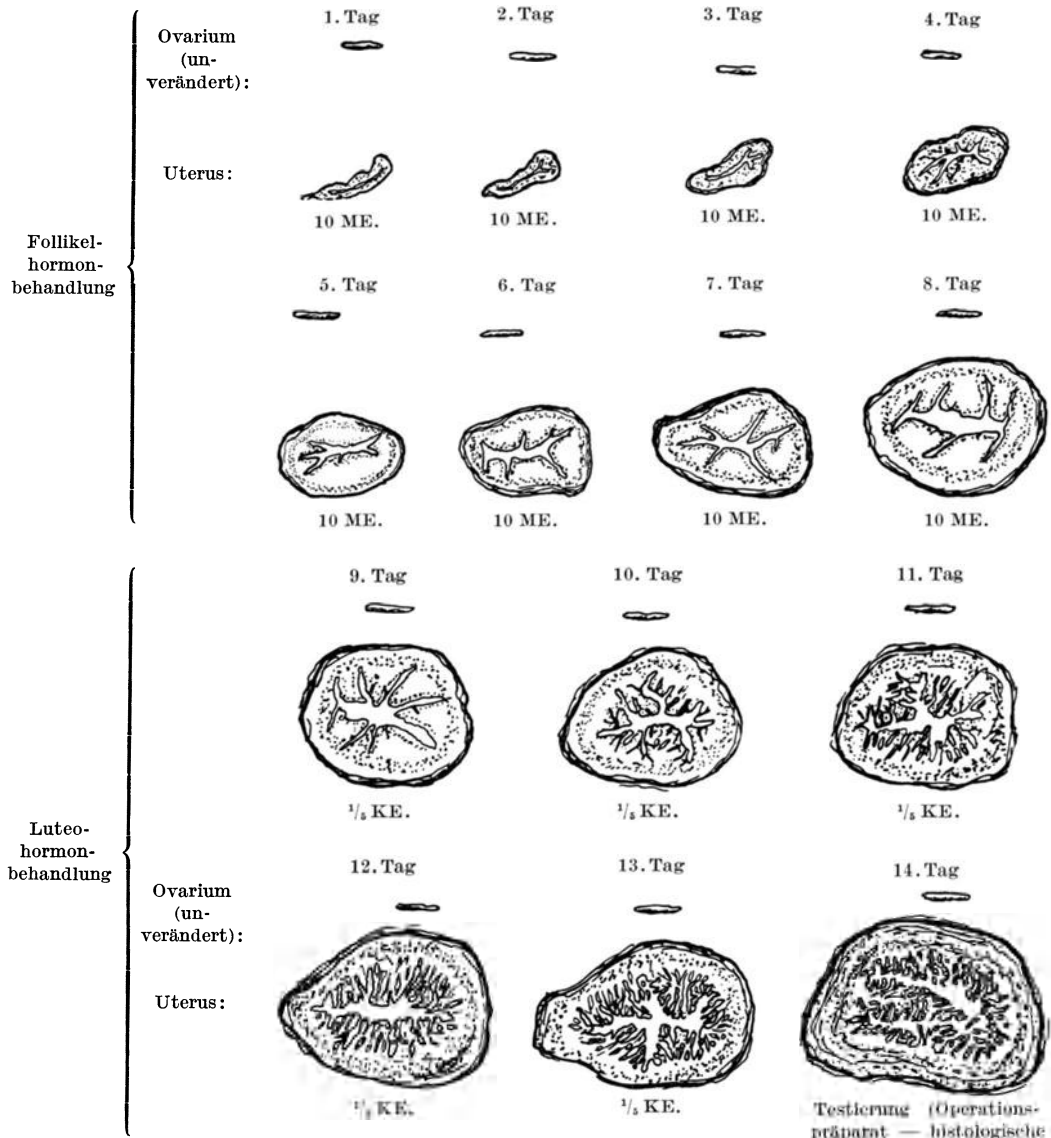 1. Tag 2. Tag 3. Tag 4. Tag
Ovarium
(un-
verändert):
Uterus:
10 ME. 10 ME. 10 ME. 10 ME.
Follikel-
hormon-
behandlung
5. Tag 6. Tag 7. Tag 8. Tag
10 ME. 10 ME. 10 ME. 10 ME.
9. Tag 10. Tag 11. Tag
¹/₅ KE. ¹/₅ KE. ¹/₅ KE.
Luteo-
hormon-
behandlung
12. Tag 13. Tag 14. Tag
Ovarium
(un-
verändert):
Uterus:
KE. ¹/₅ KE.
Testierung (Operations-
präparat — histologische